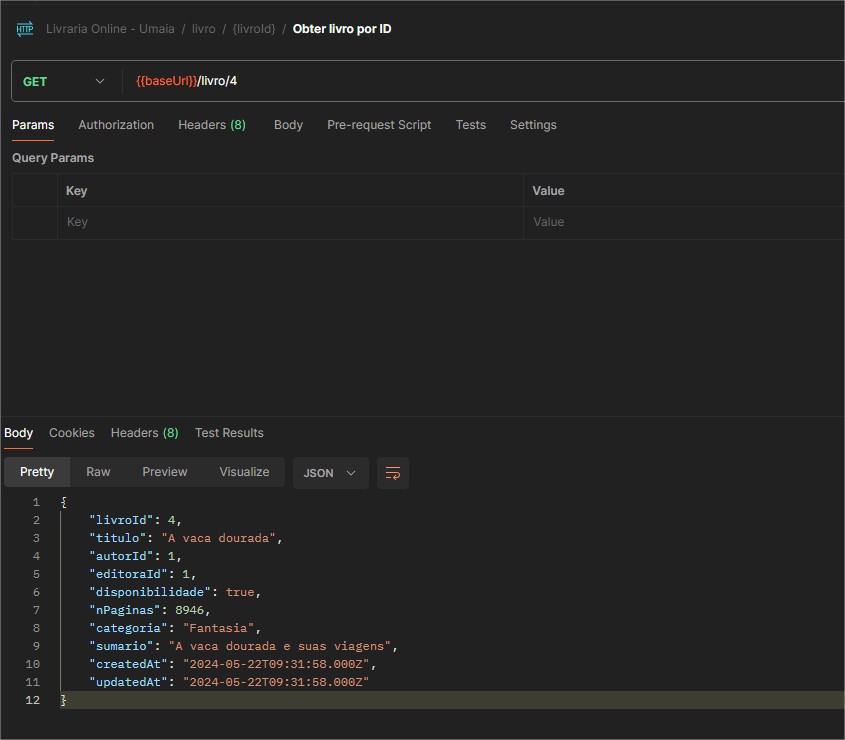 HTTP Livraria Online - Umaia / livro / {livroId} / Obter livro por ID
GET {{baseUrl}}/livro/4
Params Authorization Headers (8) Body Pre-request Script Tests Settings
Query Params
Key Value
Key Value
Body Cookies Headers (8) Test Results
Pretty Raw Preview Visualize JSON
1 {
2 "livroId": 4,
3 "titulo": "A vaca dourada",
4 "autorId": 1,
5 "editoraId": 1,
6 "disponibilidade": true,
7 "nPaginas": 8946,
8 "categoria": "Fantasia",
9 "sumario": "A vaca dourada e suas viagens",
10 "createdAt": "2024-05-22T09:31:58.000Z",
11 "updatedAt": "2024-05-22T09:31:58.000Z"
12 }